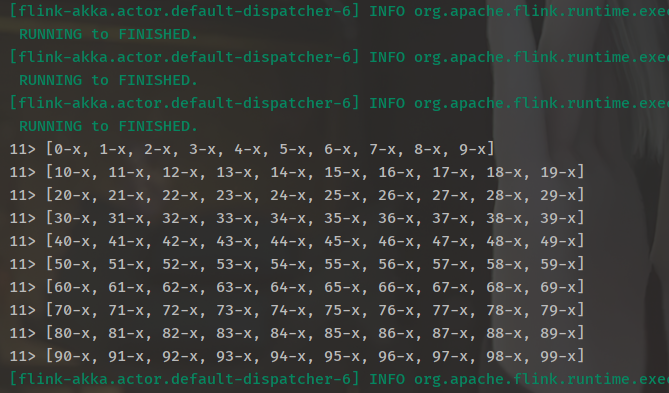 [flink-akka.actor.default-dispatcher-6] INFO org.apache.flink.runtime.exe
RUNNING to FINISHED.
[flink-akka.actor.default-dispatcher-6] INFO org.apache.flink.runtime.exe
RUNNING to FINISHED.
[flink-akka.actor.default-dispatcher-6] INFO org.apache.flink.runtime.exe
RUNNING to FINISHED.
11> [0-x, 1-x, 2-x, 3-x, 4-x, 5-x, 6-x, 7-x, 8-x, 9-x]
11> [10-x, 11-x, 12-x, 13-x, 14-x, 15-x, 16-x, 17-x, 18-x, 19-x]
11> [20-x, 21-x, 22-x, 23-x, 24-x, 25-x, 26-x, 27-x, 28-x, 29-x]
11> [30-x, 31-x, 32-x, 33-x, 34-x, 35-x, 36-x, 37-x, 38-x, 39-x]
11> [40-x, 41-x, 42-x, 43-x, 44-x, 45-x, 46-x, 47-x, 48-x, 49-x]
11> [50-x, 51-x, 52-x, 53-x, 54-x, 55-x, 56-x, 57-x, 58-x, 59-x]
11> [60-x, 61-x, 62-x, 63-x, 64-x, 65-x, 66-x, 67-x, 68-x, 69-x]
11> [70-x, 71-x, 72-x, 73-x, 74-x, 75-x, 76-x, 77-x, 78-x, 79-x]
11> [80-x, 81-x, 82-x, 83-x, 84-x, 85-x, 86-x, 87-x, 88-x, 89-x]
11> [90-x, 91-x, 92-x, 93-x, 94-x, 95-x, 96-x, 97-x, 98-x, 99-x]
[flink-akka.actor.default-dispatcher-6] INFO org.apache.flink.runtime.exe